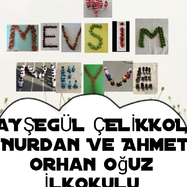 MEVSİM
AYŞEGÜL ÇELİKKOL
NURDAN VE AHMET
ORHAN OĞUZ
İLKOKULU